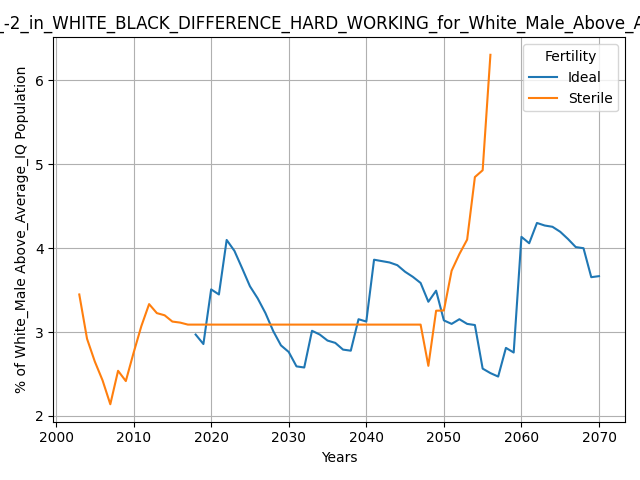 _-2_in_WHITE_BLACK_DIFFERENCE_HARD_WORKING_for_White_Male_Above_A
Fertility
Ideal
Sterile
% of White_Male Above_Average_IQ Population
6
5
4
3
2
2000 2010 2020 2030 2040 2050 2060 2070
Years